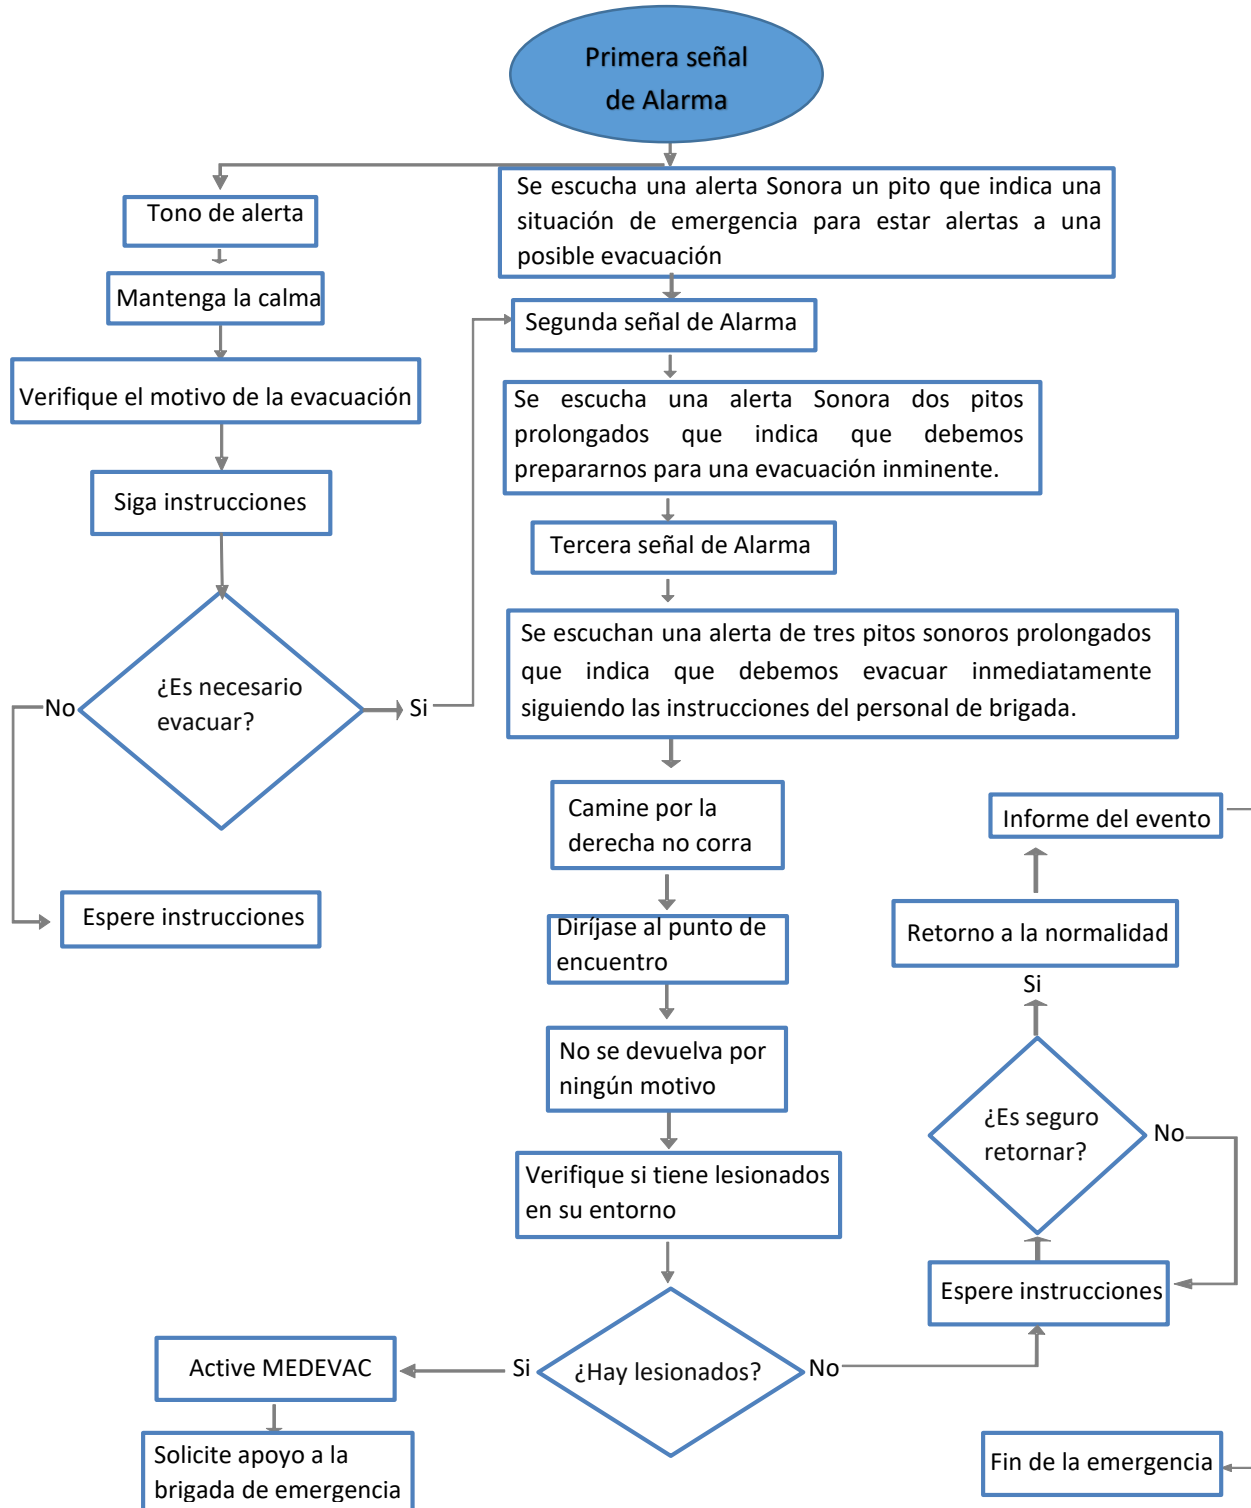 Primera señal
de Alarma
Tono de alerta
Se escucha una alerta Sonora un pito que indica una
situación de emergencia para estar alertas a una
posible evacuación
Mantenga la calma
Segunda señal de Alarma
Verifique el motivo de la evacuación
Se escucha una alerta Sonora dos pitos
prolongados que indica que debemos
prepararnos para una evacuación inminente.
Siga instrucciones
Tercera señal de Alarma
Se escuchan una alerta de tres pitos sonoros prolongados
que indica que debemos evacuar inmediatamente
siguiendo las instrucciones del personal de brigada.
¿Es necesario
evacuar?
No
Si
Espere instrucciones
Camine por la
derecha no corra
Informe del evento
Diríjase al punto de
encuentro
Retorno a la normalidad
Si
No se devuelva por
ningún motivo
¿Es seguro
retornar?
No
Verifique si tiene lesionados
en su entorno
Espere instrucciones
Active MEDEVAC
Si
¿Hay lesionados?
No
Solicite apoyo a la
brigada de emergencia
Fin de la emergencia